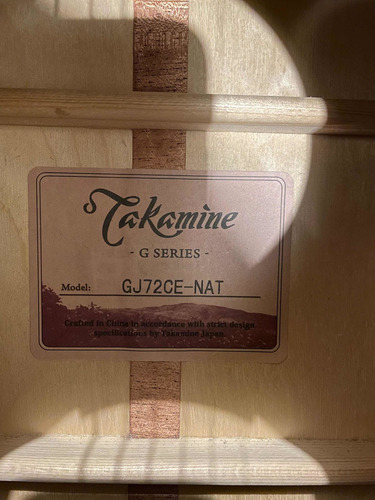 Takamine
- G SERIES -
Model: GJ72CE-NAT
Crafted in China in accordance with strict design
specifications by Takamine Japan.